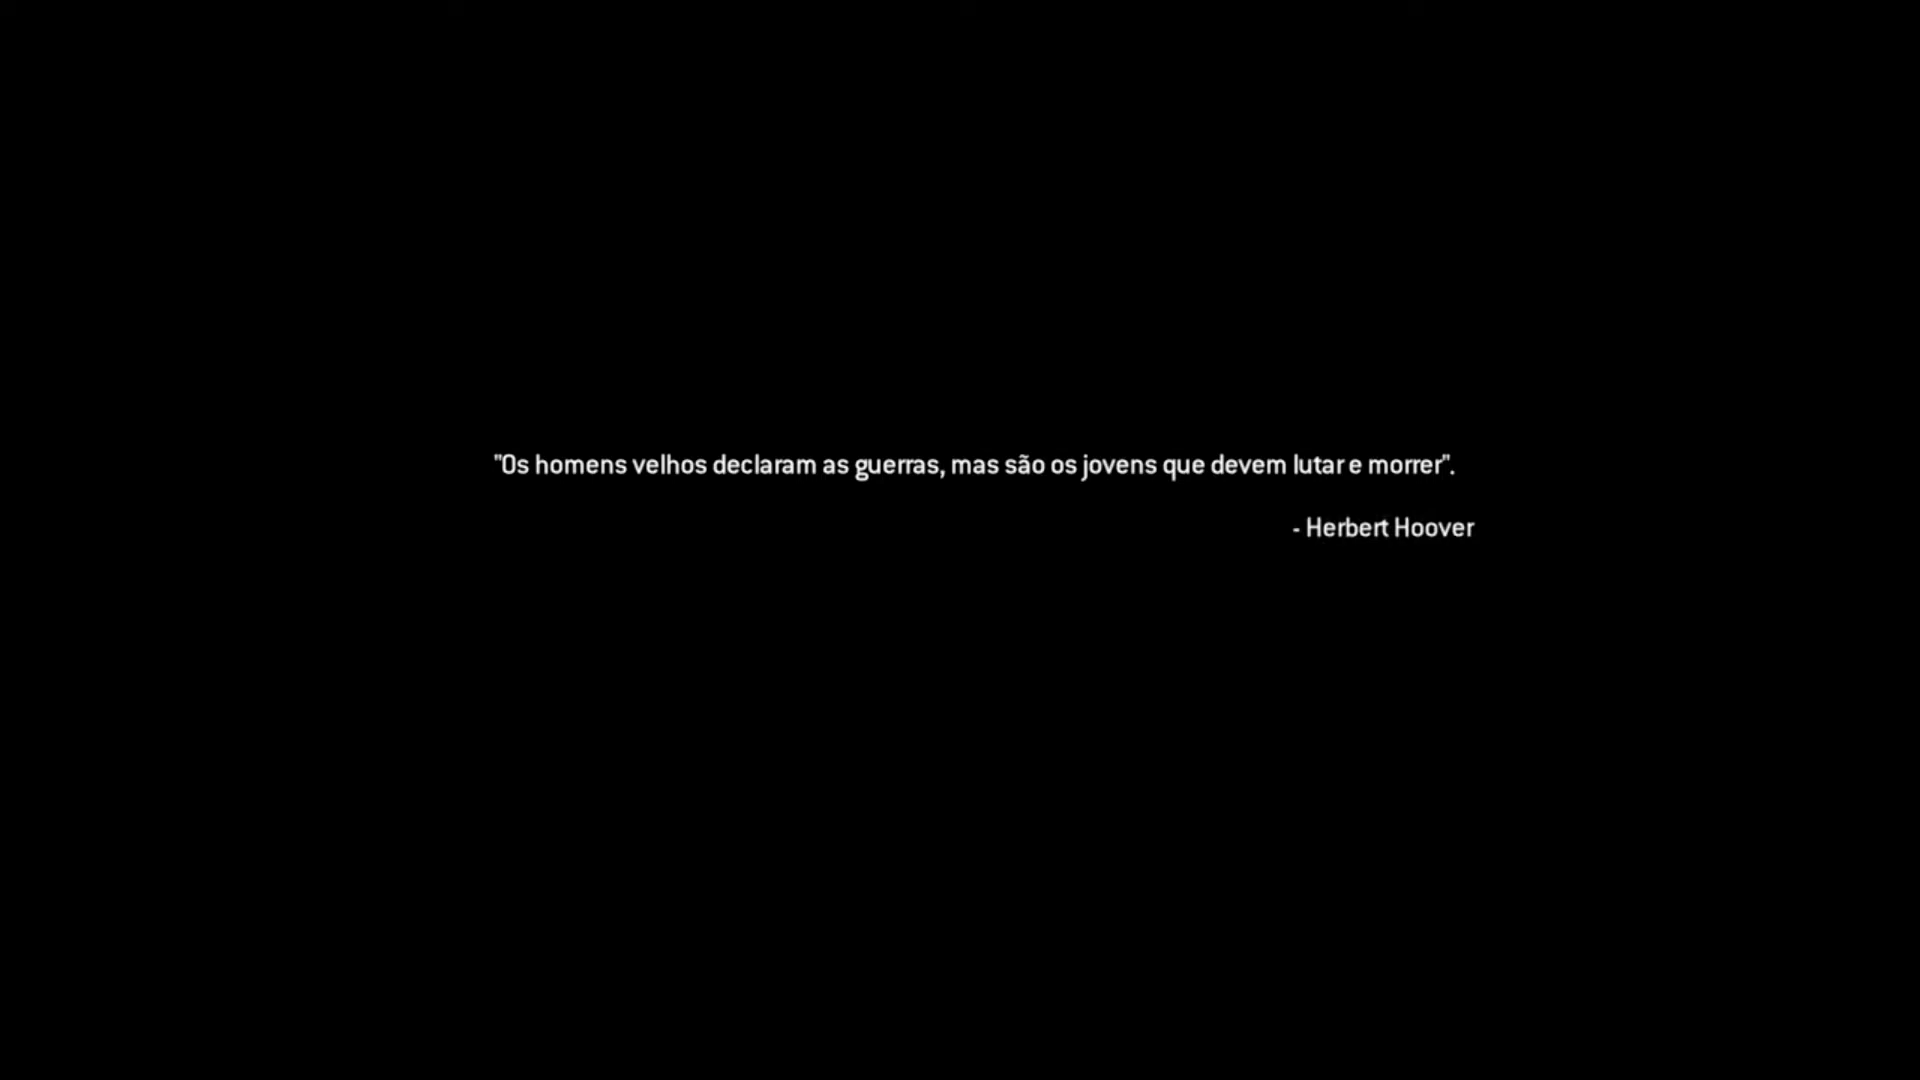 "Os homens velhos declaram as guerras, mas são os jovens que devem lutar e morrer".
- Herbert Hoover